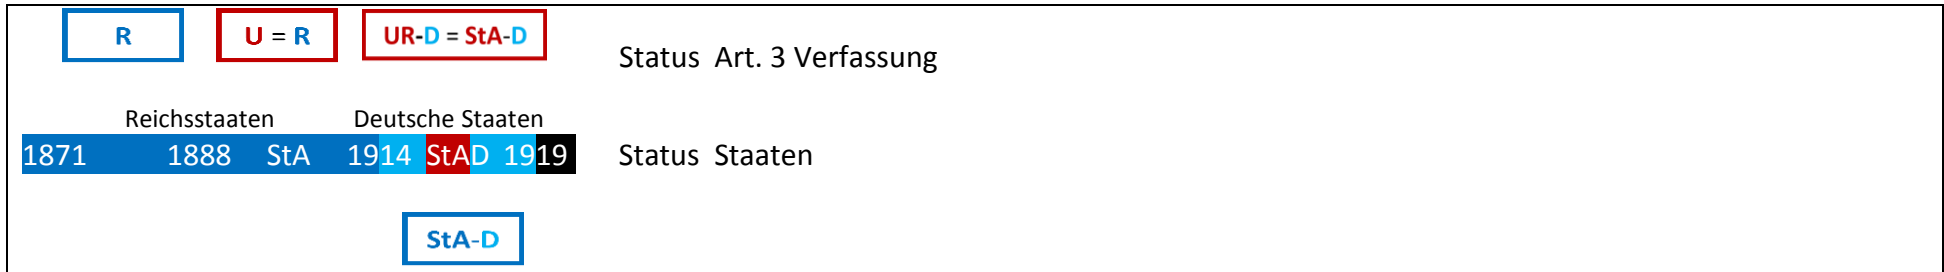 R U = R UR-D = StA-D
Status Art. 3 Verfassung
Reichsstaaten Deutsche Staaten
1871 1888 StA 1914 StAD 1919 Status Staaten
StA-D